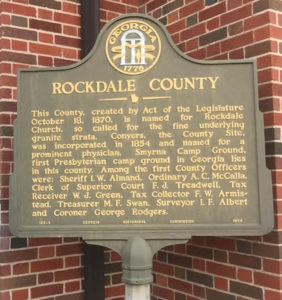 GEORGIA
1776
ROCKDALE COUNTY
This County, created by Act of the Legislature
October 18, 1870, is named for Rockdale
Church, so called for the fine underlying
granite strata. Conyers, the County Site,
was incorporated in 1854 and named for a
prominent physician. Smyrna Camp Ground,
first Presbyterian camp ground in Georgia lies
in this county. Among the first County Officers
were: Sheriff I.W. Almand, Ordinary A. C. McCalla,
Clerk of Superior Court F. J. Treadwell, Tax
Receiver W. J. Green, Tax Collector F. W. Armis-
tead, Treasurer M. F. Swan, Surveyor I. F. Albert
and Coroner George Rodgers.
GEORGIA HISTORICAL COMMISSION